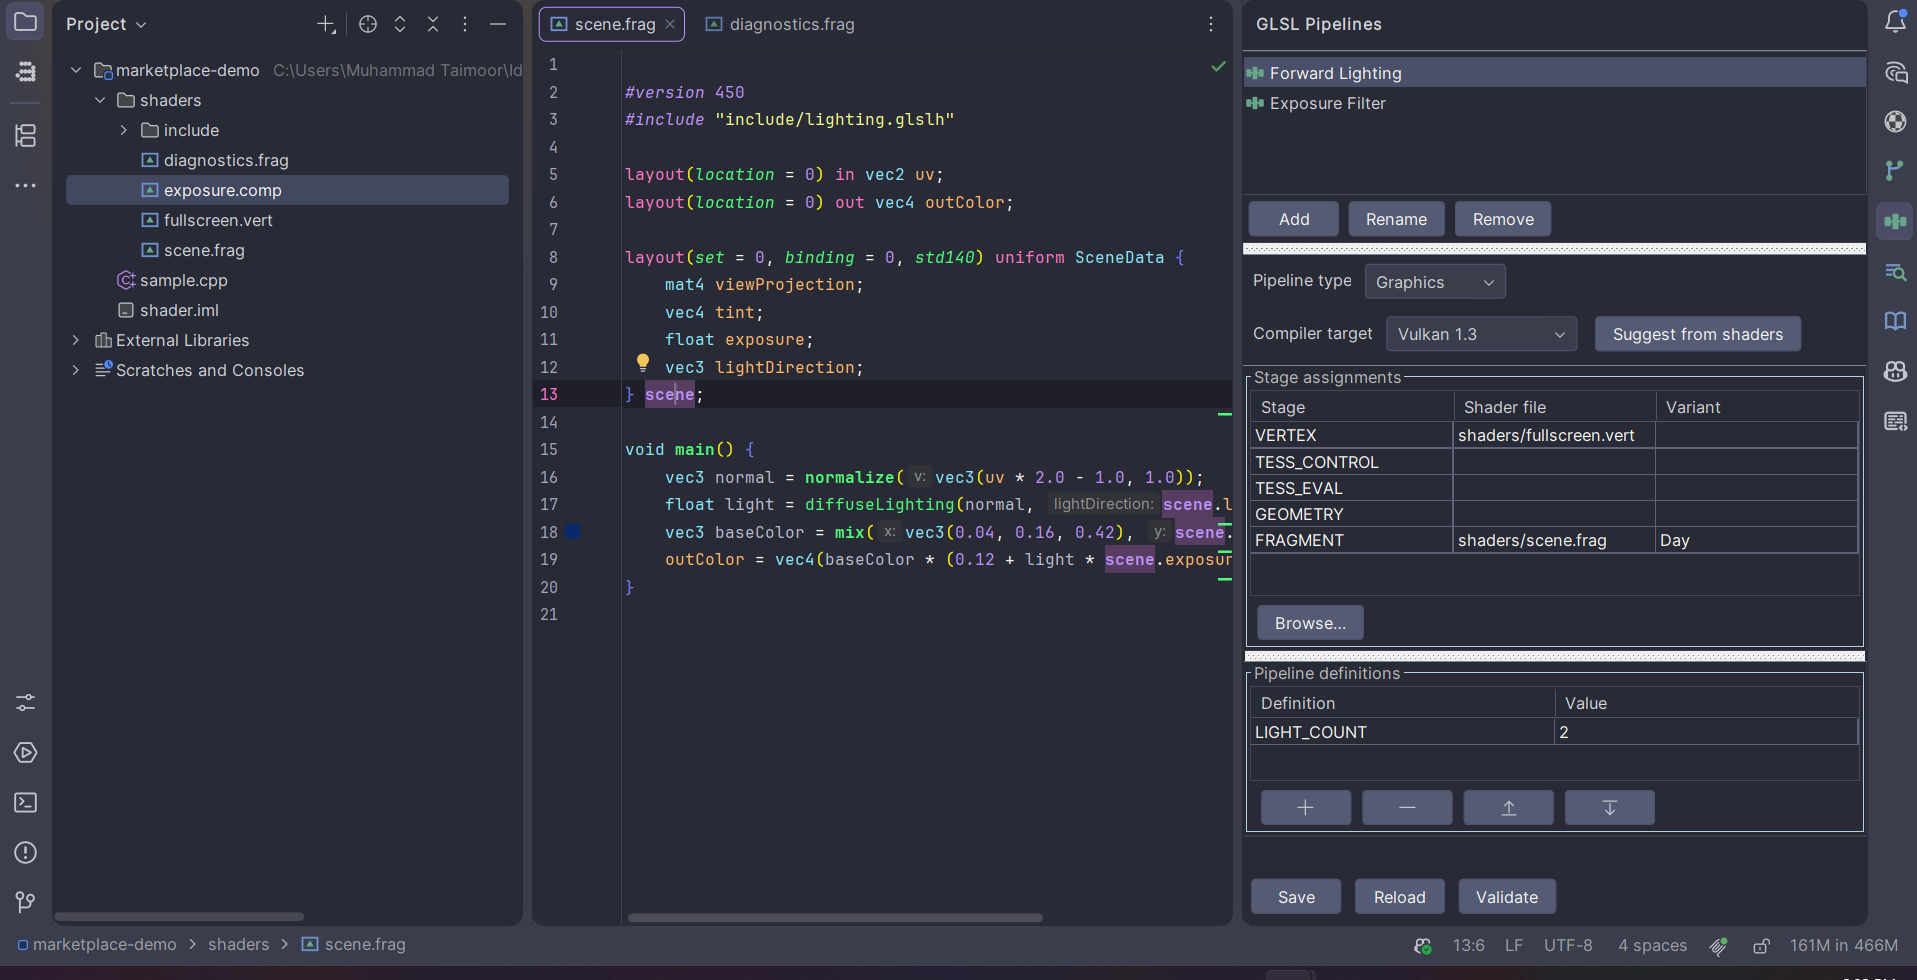 Project
marketplace-demo C:\Users\Muhammad Taimoor\Id
shaders
include
diagnostics.frag
exposure.comp
fullscreen.vert
scene.frag
sample.cpp
shader.iml
External Libraries
Scratches and Consoles
scene.frag diagnostics.frag
1
2 #version 450
3 #include "include/lighting.glslh"
4
5 layout(location = 0) in vec2 uv;
6 layout(location = 0) out vec4 outColor;
7
8 layout(set = 0, binding = 0, std140) uniform SceneData {
9 mat4 viewProjection;
10 vec4 tint;
11 float exposure;
12 vec3 lightDirection;
13 } scene;
14
15 void main() {
16 vec3 normal = normalize( v: vec3(uv * 2.0 - 1.0, 1.0));
17 float light = diffuseLighting(normal, lightDirection: scene.l
18 vec3 baseColor = mix( x: vec3(0.04, 0.16, 0.42), y: scene.
19 outColor = vec4(baseColor * (0.12 + light * scene.exposur
20 }
21
GLSL Pipelines
Forward Lighting
Exposure Filter
Add Rename Remove
Pipeline type Graphics
Compiler target Vulkan 1.3 Suggest from shaders
Stage assignments
Stage Shader file Variant
VERTEX shaders/fullscreen.vert
TESS_CONTROL
TESS_EVAL
GEOMETRY
FRAGMENT shaders/scene.frag Day
Browse...
Pipeline definitions
Definition Value
LIGHT_COUNT 2
Save Reload Validate
marketplace-demo > shaders > scene.frag
13:6 LF UTF-8 4 spaces 161M in 466M